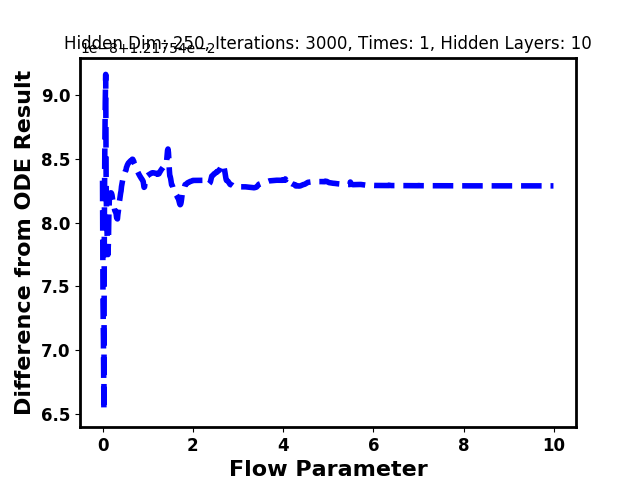 Hidden Dim: 250, Iterations: 3000, Times: 1, Hidden Layers: 10
1e−8+1.21754e−2
9.0
8.5
8.0
7.5
7.0
6.5
Difference from ODE Result
0 2 4 6 8 10
Flow Parameter